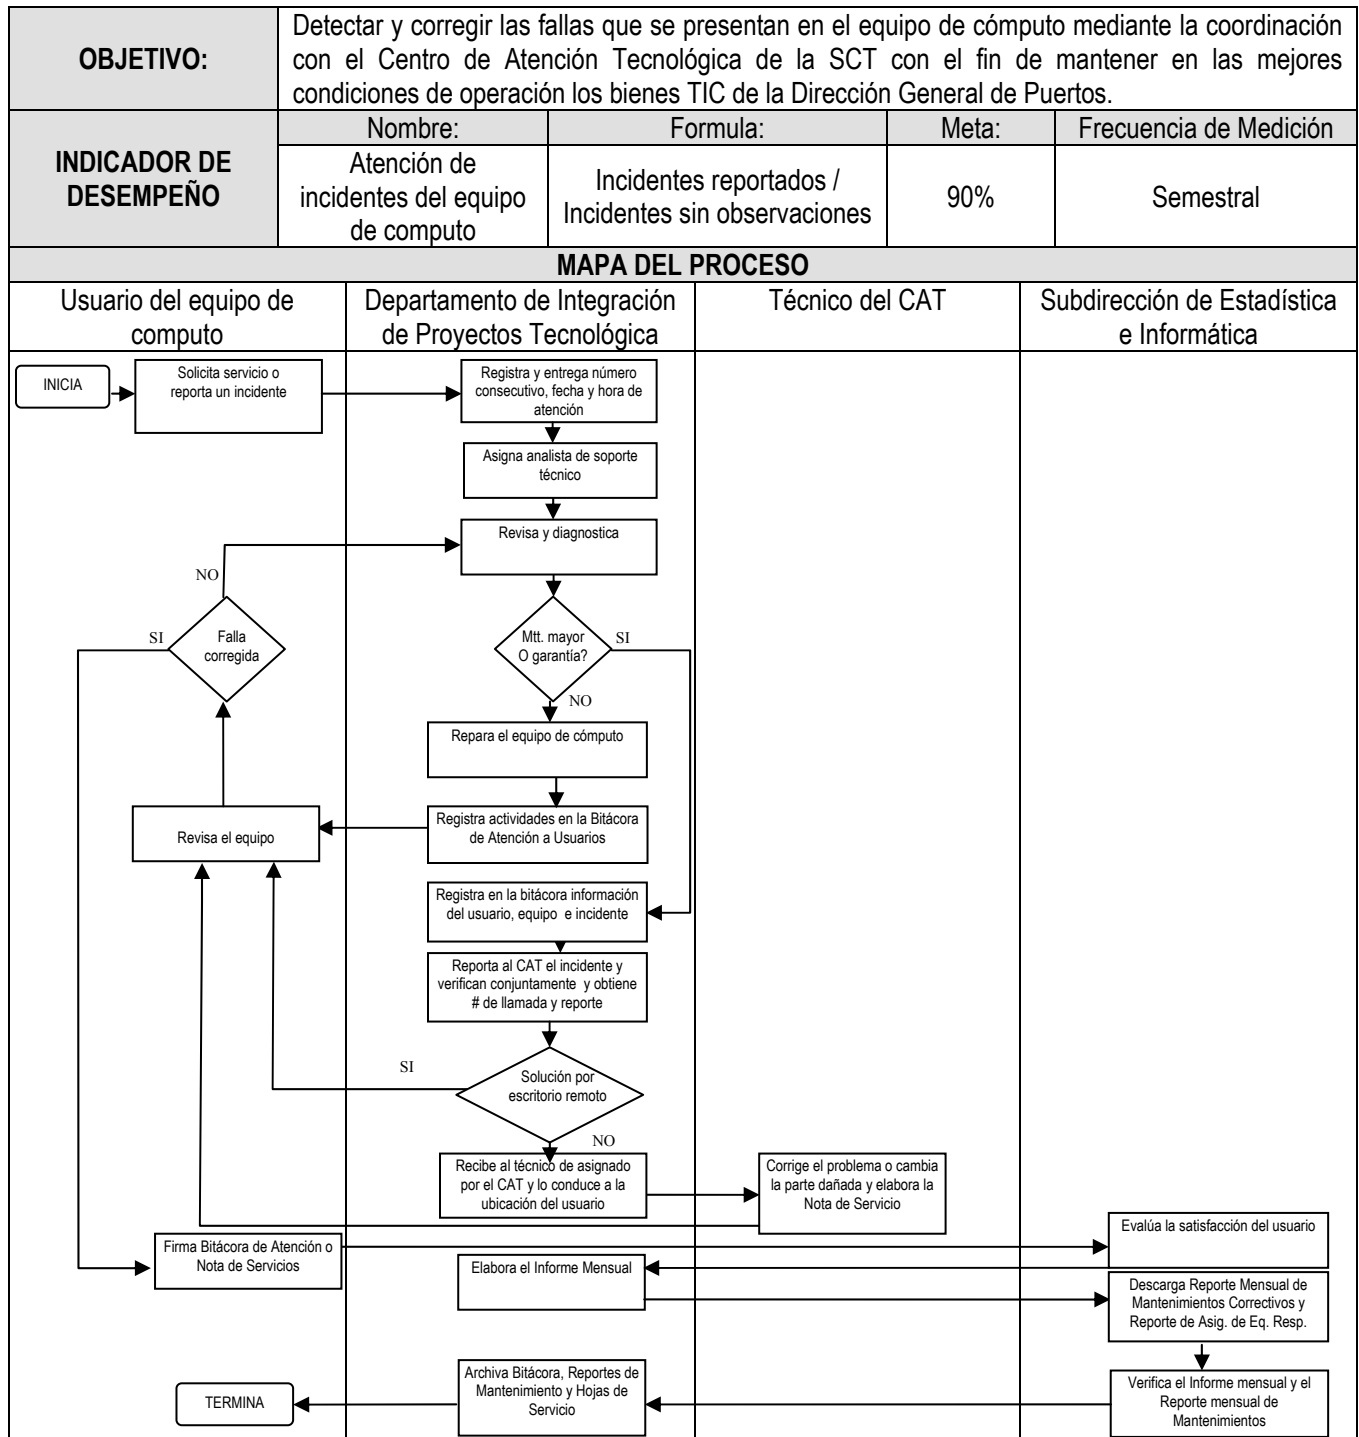 OBJETIVO:
Detectar y corregir las fallas que se presentan en el equipo de cómputo mediante la coordinación
con el Centro de Atención Tecnológica de la SCT con el fin de mantener en las mejores
condiciones de operación los bienes TIC de la Dirección General de Puertos.
INDICADOR DE
DESEMPEÑO
Nombre:
Formula:
Meta:
Frecuencia de Medición
Atención de
incidentes del equipo
de computo
Incidentes reportados /
Incidentes sin observaciones
90%
Semestral
MAPA DEL PROCESO
Usuario del equipo de
computo
Departamento de Integración
de Proyectos Tecnológica
Técnico del CAT
Subdirección de Estadística
e Informática
INICIA
Solicita servicio o
reporta un incidente
Registra y entrega número
consecutivo, fecha y hora de
atención
Asigna analista de soporte
técnico
Revisa y diagnostica
NO
SI
Falla
corregida
Mtt. mayor
O garantía?
SI
NO
Repara el equipo de cómputo
Registra actividades en la Bitácora
de Atención a Usuarios
Revisa el equipo
Registra en la bitácora información
del usuario, equipo e incidente
Reporta al CAT el incidente y
verifican conjuntamente y obtiene
# de llamada y reporte
SI
Solución por
escritorio remoto
NO
Recibe al técnico de asignado
por el CAT y lo conduce a la
ubicación del usuario
Corrige el problema o cambia
la parte dañada y elabora la
Nota de Servicio
Evalúa la satisfacción del usuario
Firma Bitácora de Atención o
Nota de Servicios
Elabora el Informe Mensual
Descarga Reporte Mensual de
Mantenimientos Correctivos y
Reporte de Asig. de Eq. Resp.
Verifica el Informe mensual y el
Reporte mensual de
Mantenimientos
Archiva Bitácora, Reportes de
Mantenimiento y Hojas de
Servicio
TERMINA